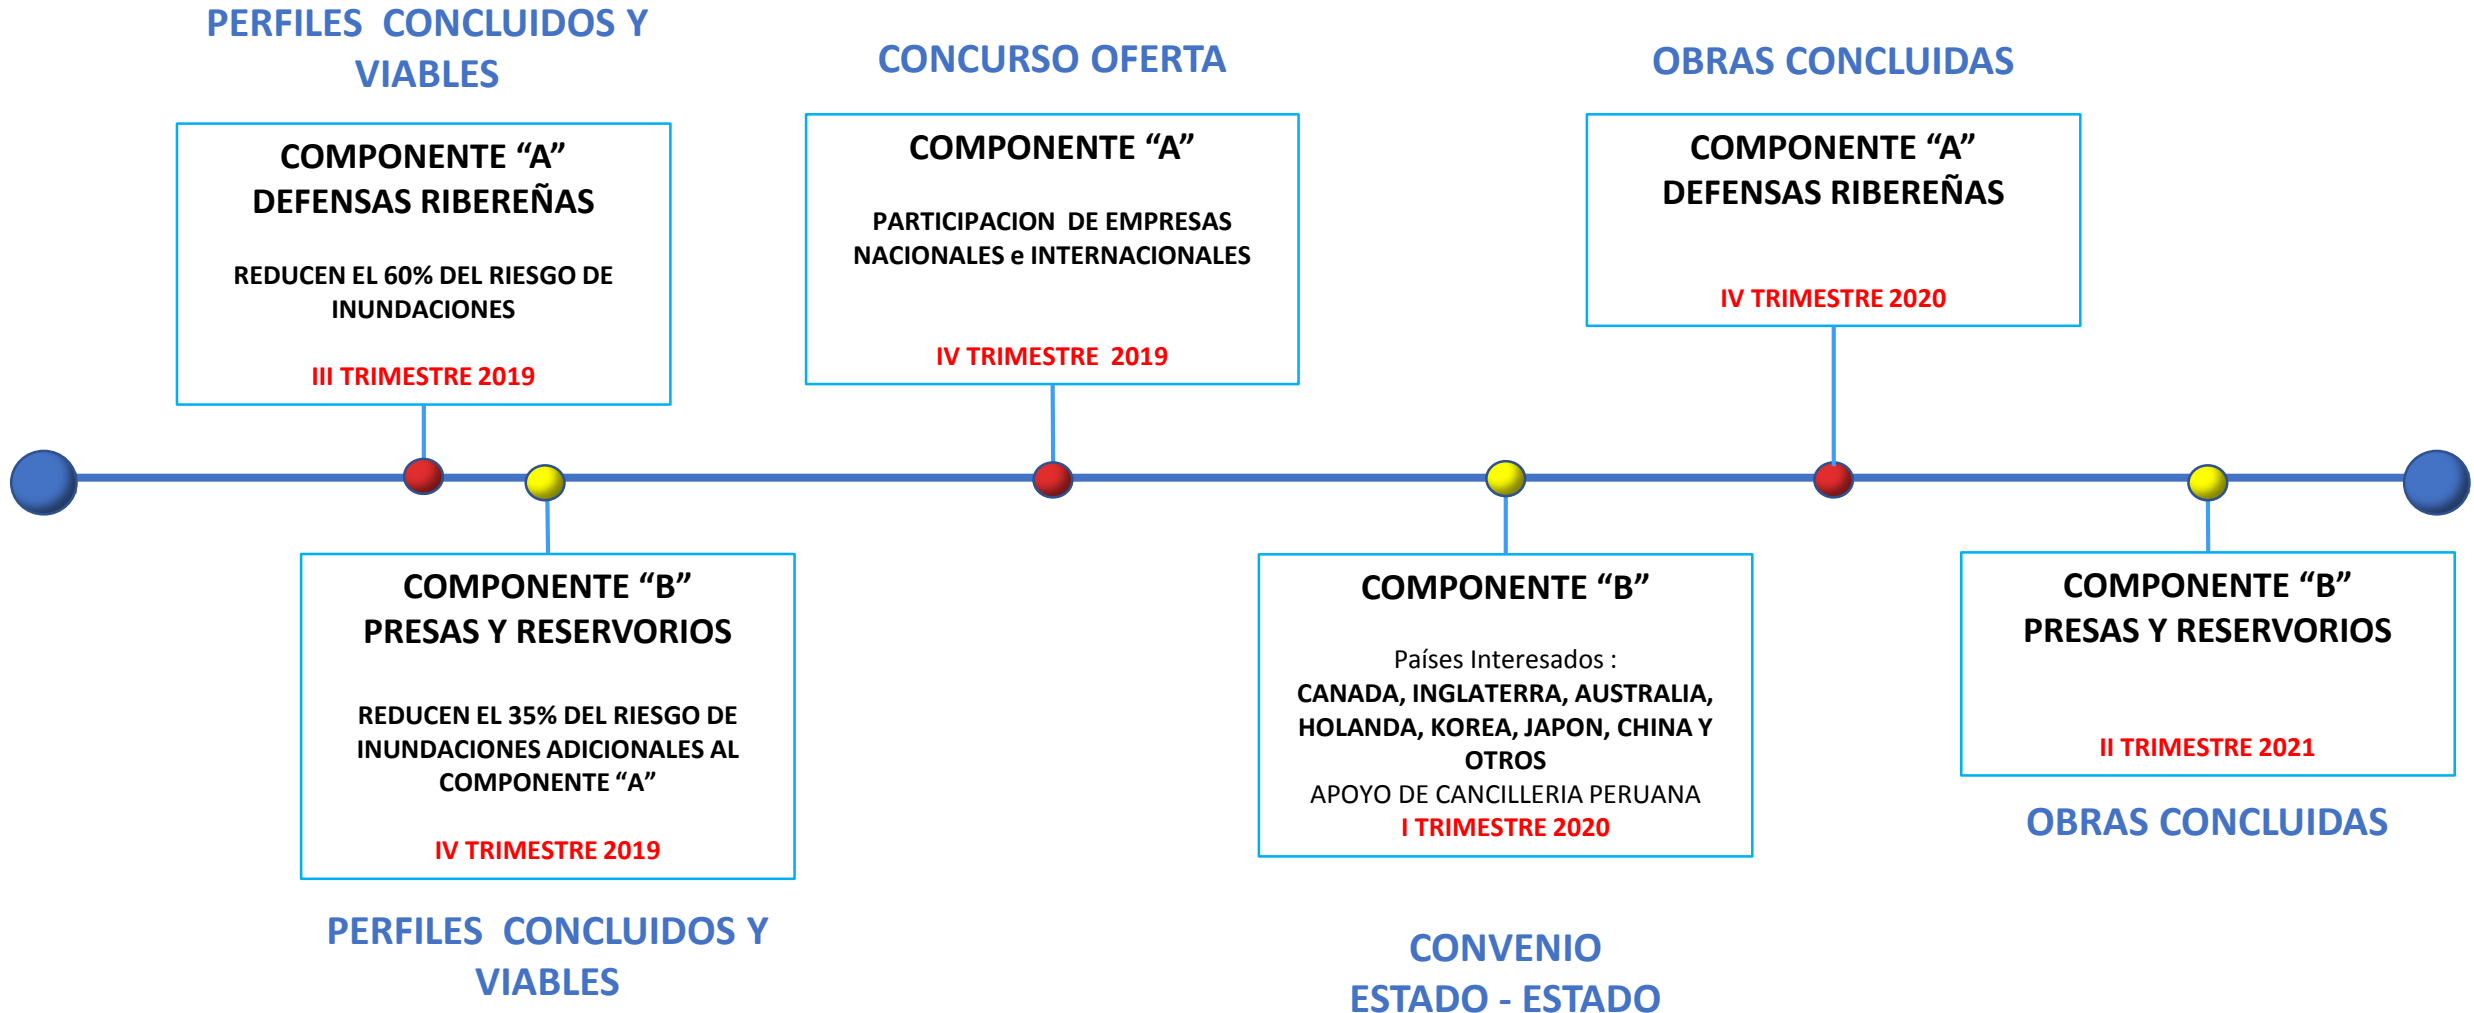 PERFILES CONCLUIDOS Y
VIABLES
COMPONENTE “A”
DEFENSAS RIBEREÑAS
REDUCEN EL 60% DEL RIESGO DE
INUNDACIONES
III TRIMESTRE 2019
CONCURSO OFERTA
COMPONENTE “A”
PARTICIPACION DE EMPRESAS
NACIONALES e INTERNACIONALES
IV TRIMESTRE 2019
OBRAS CONCLUIDAS
COMPONENTE “A”
DEFENSAS RIBEREÑAS
IV TRIMESTRE 2020
COMPONENTE “B”
PRESAS Y RESERVORIOS
REDUCEN EL 35% DEL RIESGO DE
INUNDACIONES ADICIONALES AL
COMPONENTE “A”
IV TRIMESTRE 2019
PERFILES CONCLUIDOS Y
VIABLES
COMPONENTE “B”
Países Interesados :
CANADA, INGLATERRA, AUSTRALIA,
HOLANDA, KOREA, JAPON, CHINA Y
OTROS
APOYO DE CANCILLERIA PERUANA
I TRIMESTRE 2020
CONVENIO
ESTADO - ESTADO
COMPONENTE “B”
PRESAS Y RESERVORIOS
II TRIMESTRE 2021
OBRAS CONCLUIDAS